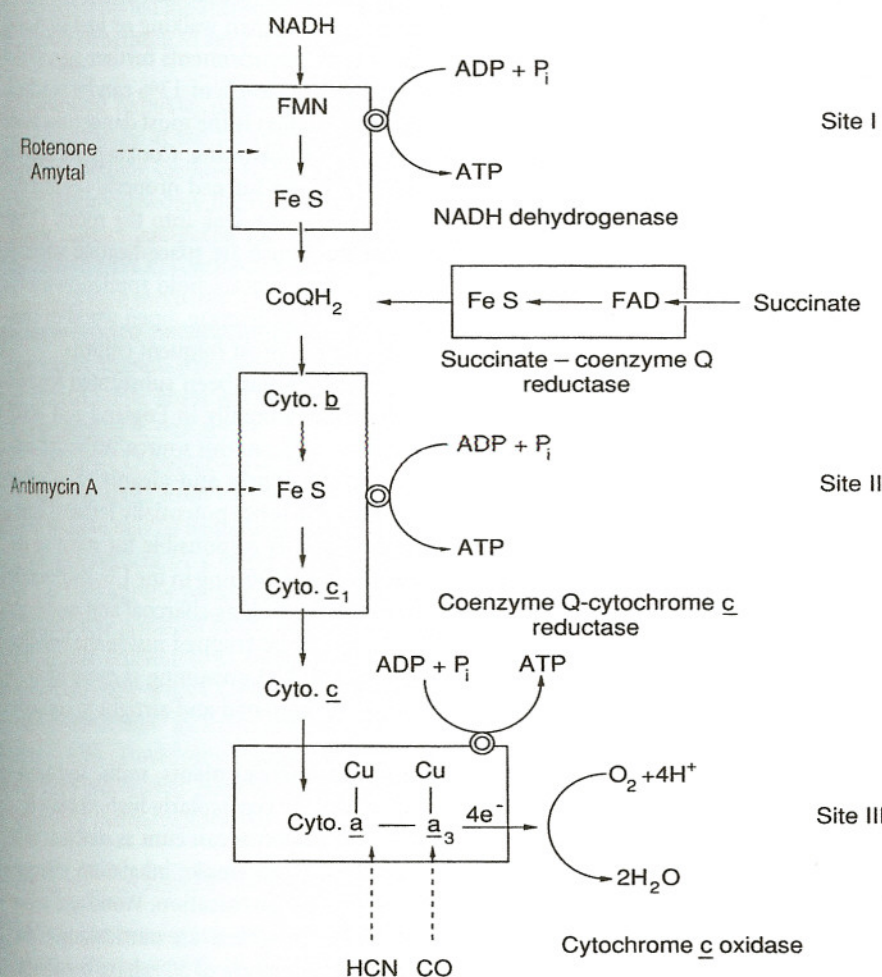 NADH
ADP + Pi
FMN
Site I
Rotenone
Amytal
ATP
Fe S
NADH dehydrogenase
CoQH2
Fe S
FAD
Succinate
Succinate – coenzyme Q
reductase
Cyto. b
ADP + Pi
Antimycin A
Fe S
Site II
ATP
Cyto. c1
Coenzyme Q-cytochrome c
reductase
ADP + Pi
ATP
Cyto. c
Cu Cu
O2 +4H+
Cyto. a a3 4e-
Site III
2H2O
Cytochrome c oxidase
HCN CO